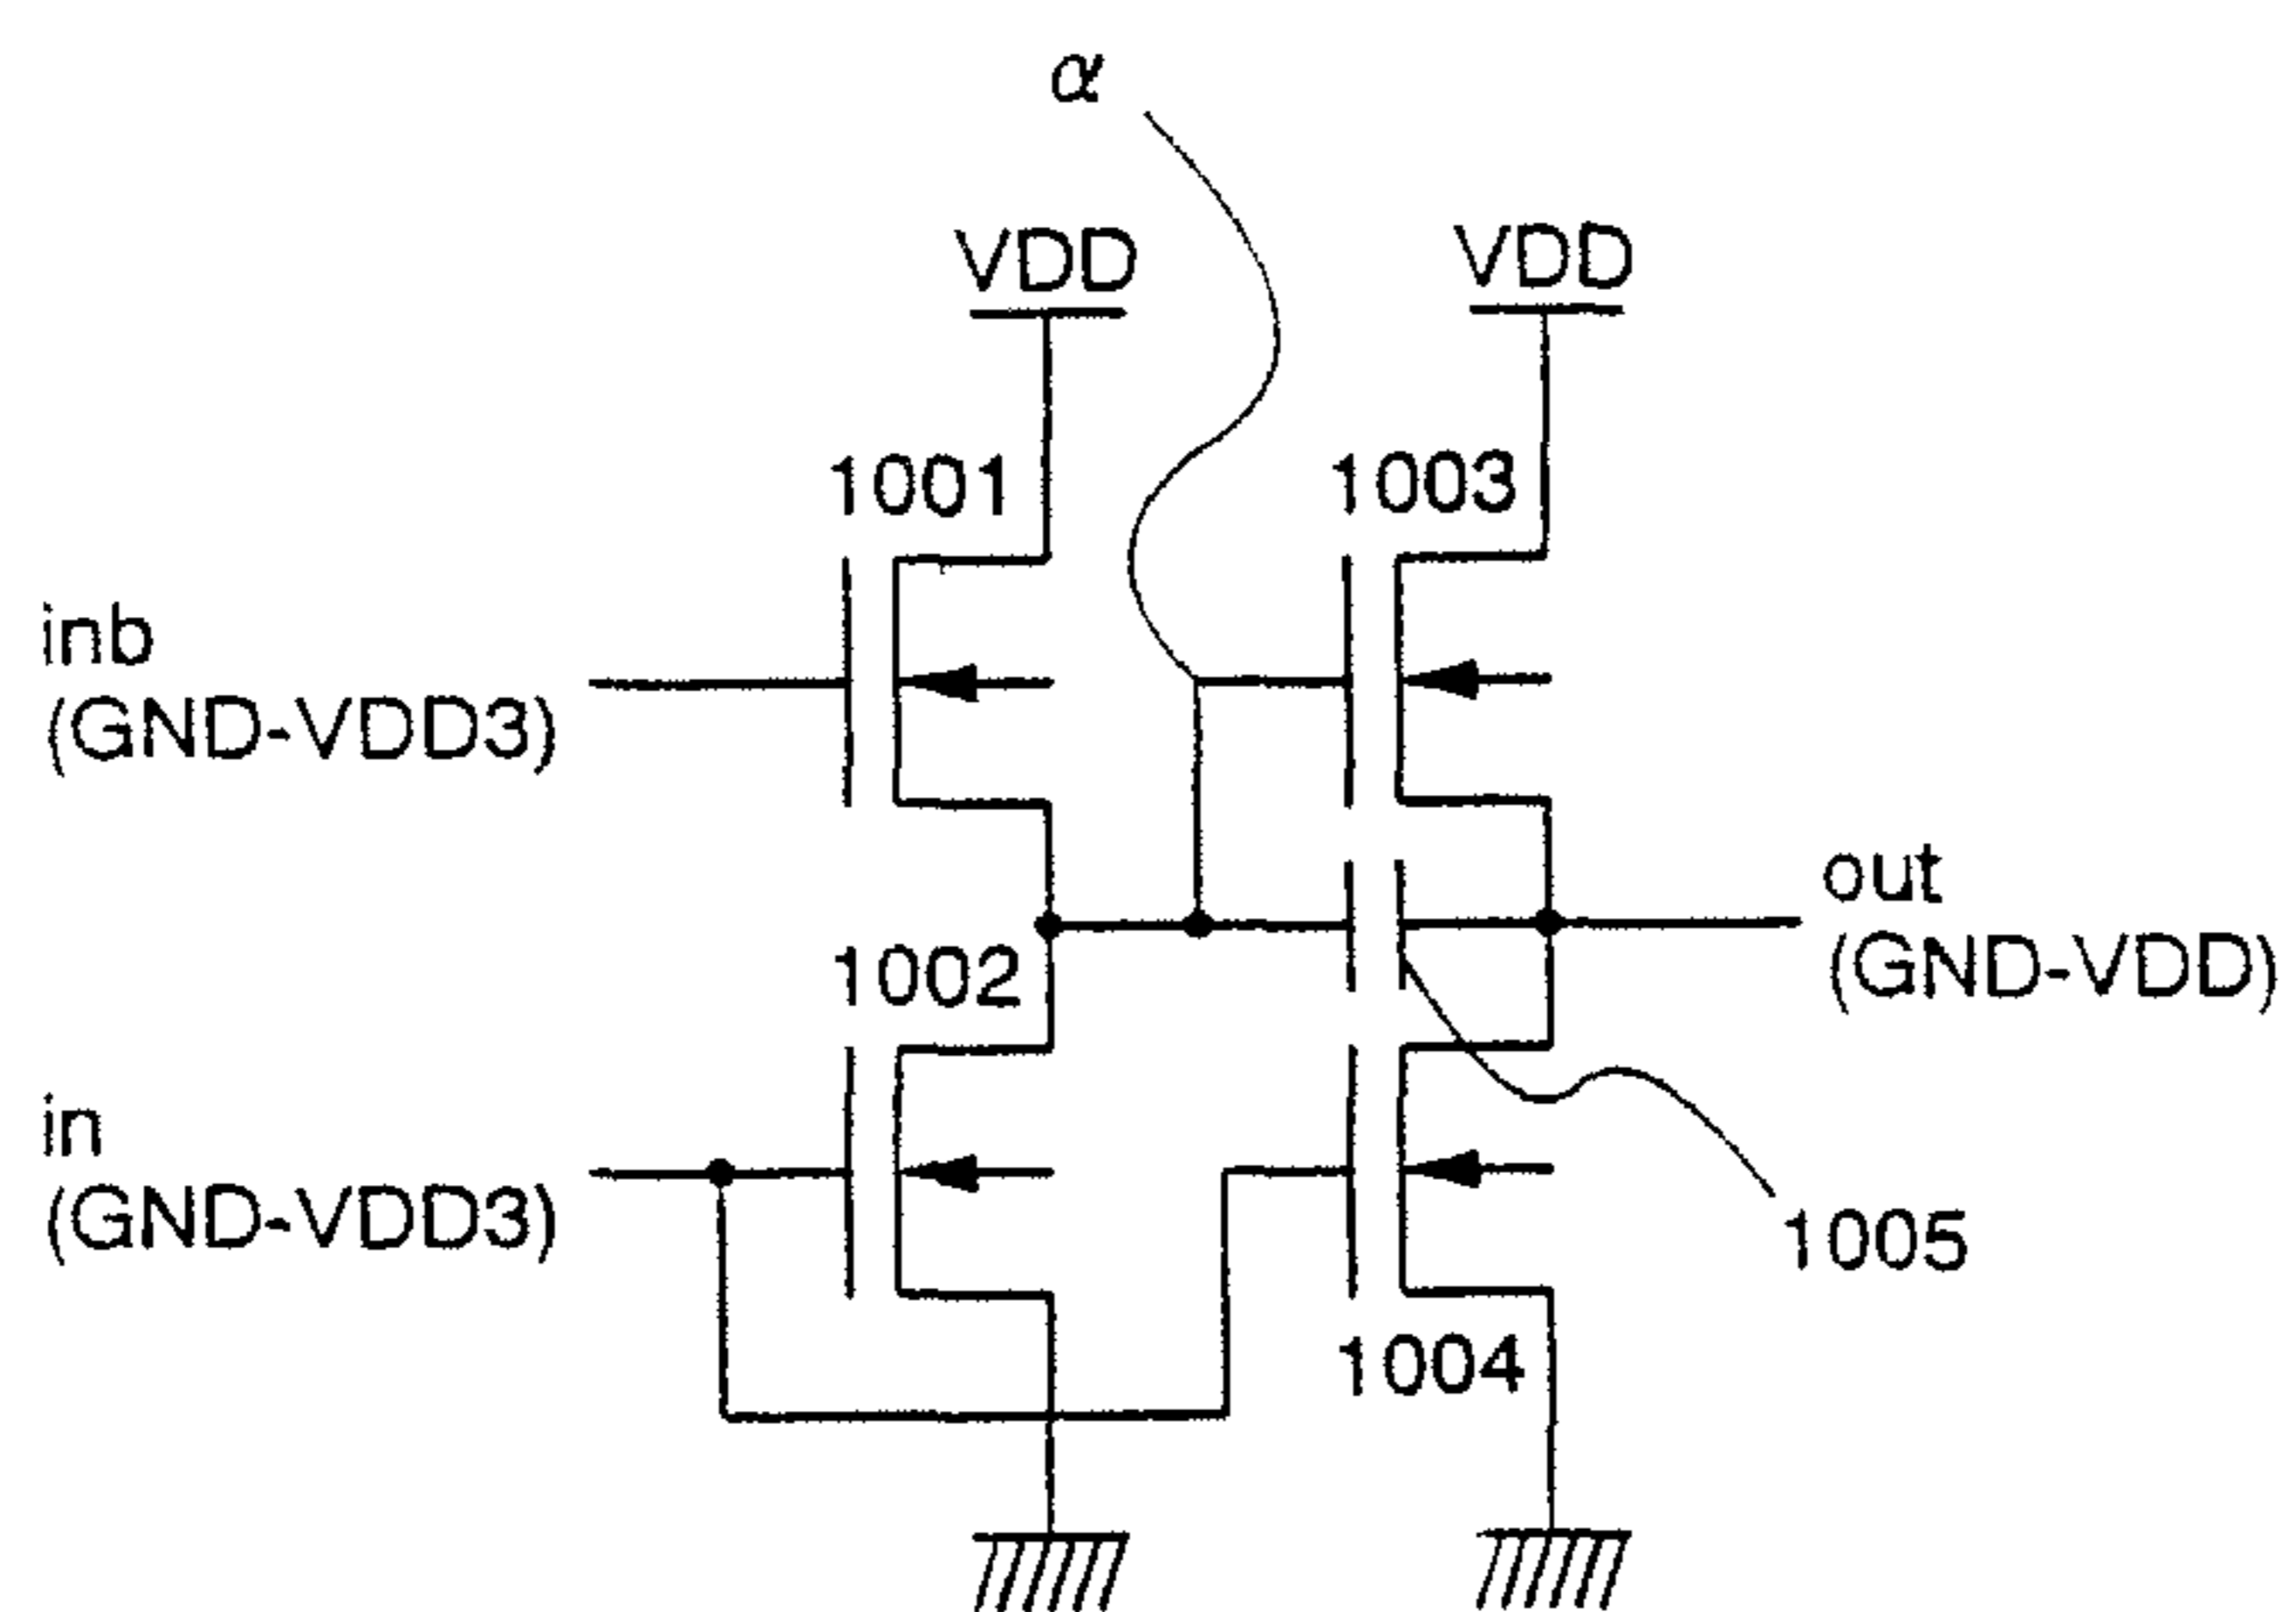 α
VDD
VDD
1001
1003
inb
(GND-VDD3)
out
(GND-VDD)
1002
in
(GND-VDD3)
1005
1004